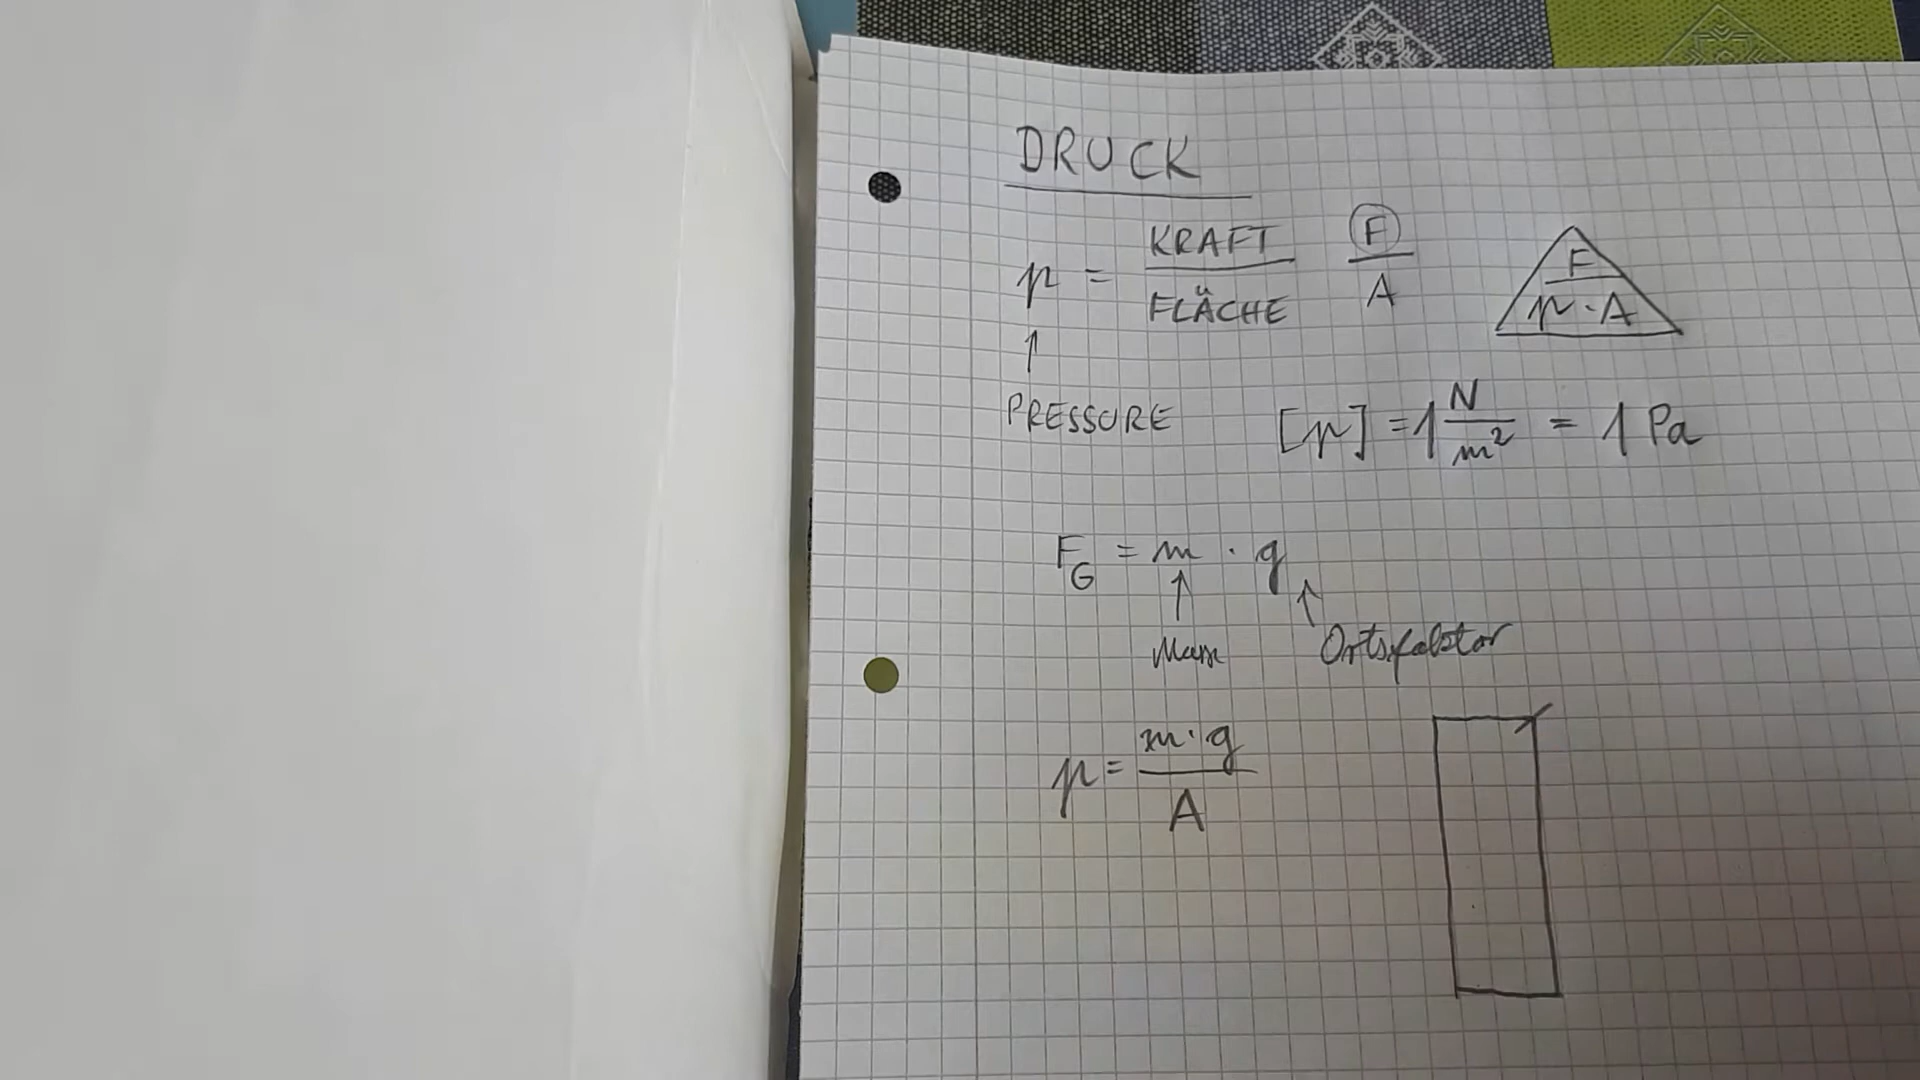 DRUCK
p = KRAFT / FLÄCHE F / A
F
p · A
↑
PRESSURE [p] = 1 N/m² = 1 Pa
F_G = m · g
↑ ↑
Masse Ortsfaktor
p = m · g / A